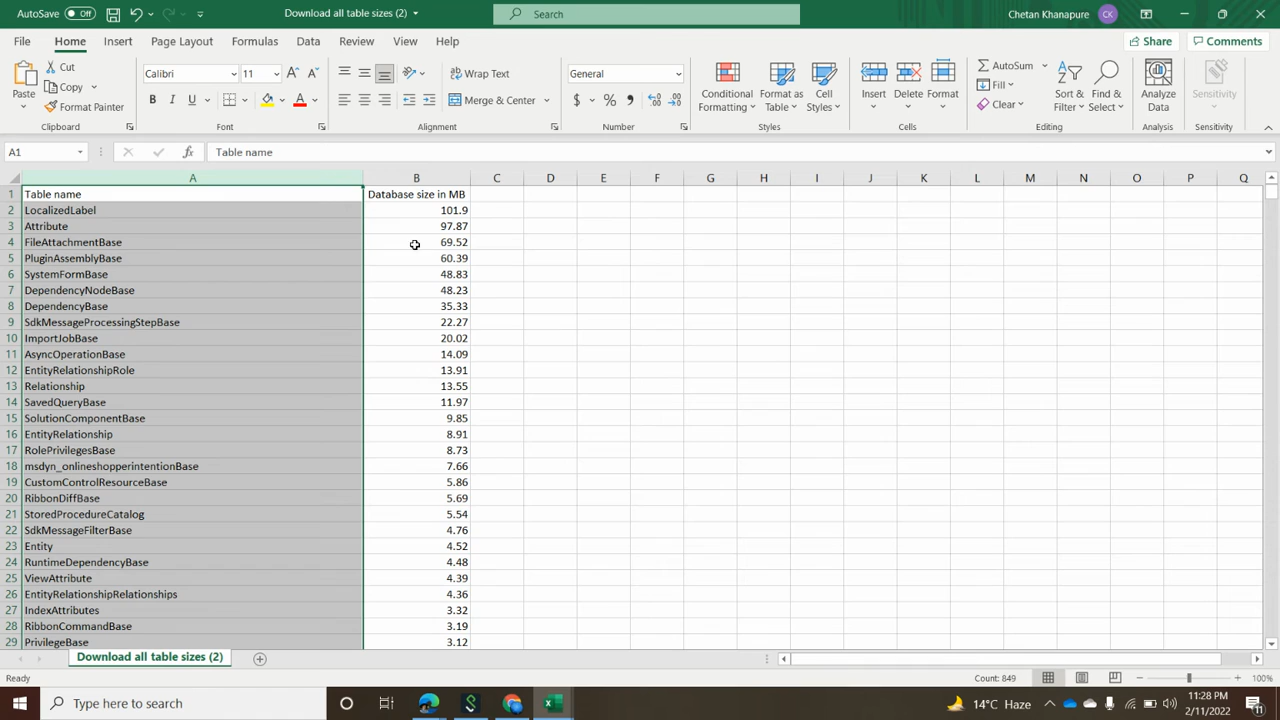 AutoSave Off
Download all table sizes (2)
Search
Chetan Khanapure
CK
File Home Insert Page Layout Formulas Data Review View Help
Share
Comments
Paste
Cut
Copy
Format Painter
Clipboard
Calibri
11
B I U
Font
Wrap Text
Merge & Center
Alignment
General
$ % ,
Number
Conditional Formatting
Format as Table
Cell Styles
Styles
Insert
Delete
Format
Cells
AutoSum
Fill
Clear
Sort & Filter
Find & Select
Editing
Analyze Data
Analysis
Sensitivity
Sensitivity
A1
fx
Table name
A B C D E F G H I J K L M N O P Q
1 Table name Database size in MB
2 LocalizedLabel 101.9
3 Attribute 97.87
4 FileAttachmentBase 69.52
5 PluginAssemblyBase 60.39
6 SystemFormBase 48.83
7 DependencyNodeBase 48.23
8 DependencyBase 35.33
9 SdkMessageProcessingStepBase 22.27
10 ImportJobBase 20.02
11 AsyncOperationBase 14.09
12 EntityRelationshipRole 13.91
13 Relationship 13.55
14 SavedQueryBase 11.97
15 SolutionComponentBase 9.85
16 EntityRelationship 8.91
17 RolePrivilegesBase 8.73
18 msdyn_onlineshopperintentionBase 7.66
19 CustomControlResourceBase 5.86
20 RibbonDiffBase 5.69
21 StoredProcedureCatalog 5.54
22 SdkMessageFilterBase 4.76
23 Entity 4.52
24 RuntimeDependencyBase 4.48
25 ViewAttribute 4.39
26 EntityRelationshipRelationships 4.36
27 IndexAttributes 3.32
28 RibbonCommandBase 3.19
29 PrivilegeBase 3.12
Download all table sizes (2)
Ready
Count: 849
100%
Type here to search
14°C Haze
11:28 PM
2/11/2022